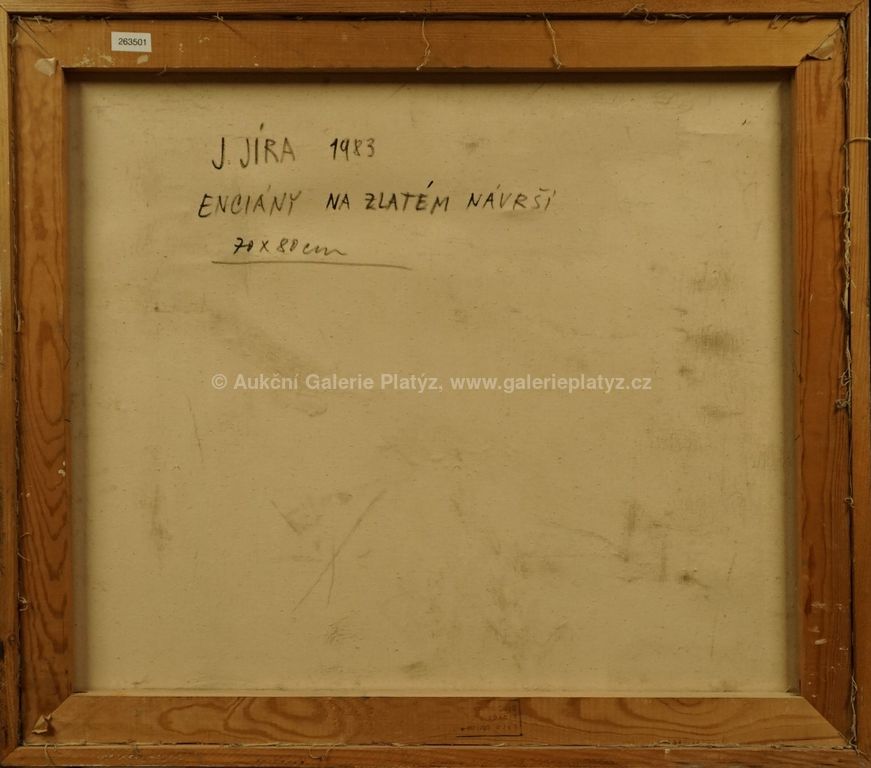 263501
J. JÍRA 1983
ENCIÁNY NA ZLATÉM NÁVRŠÍ
70 x 80 cm
© Aukční Galerie Platýz, www.galerieplatyz.cz